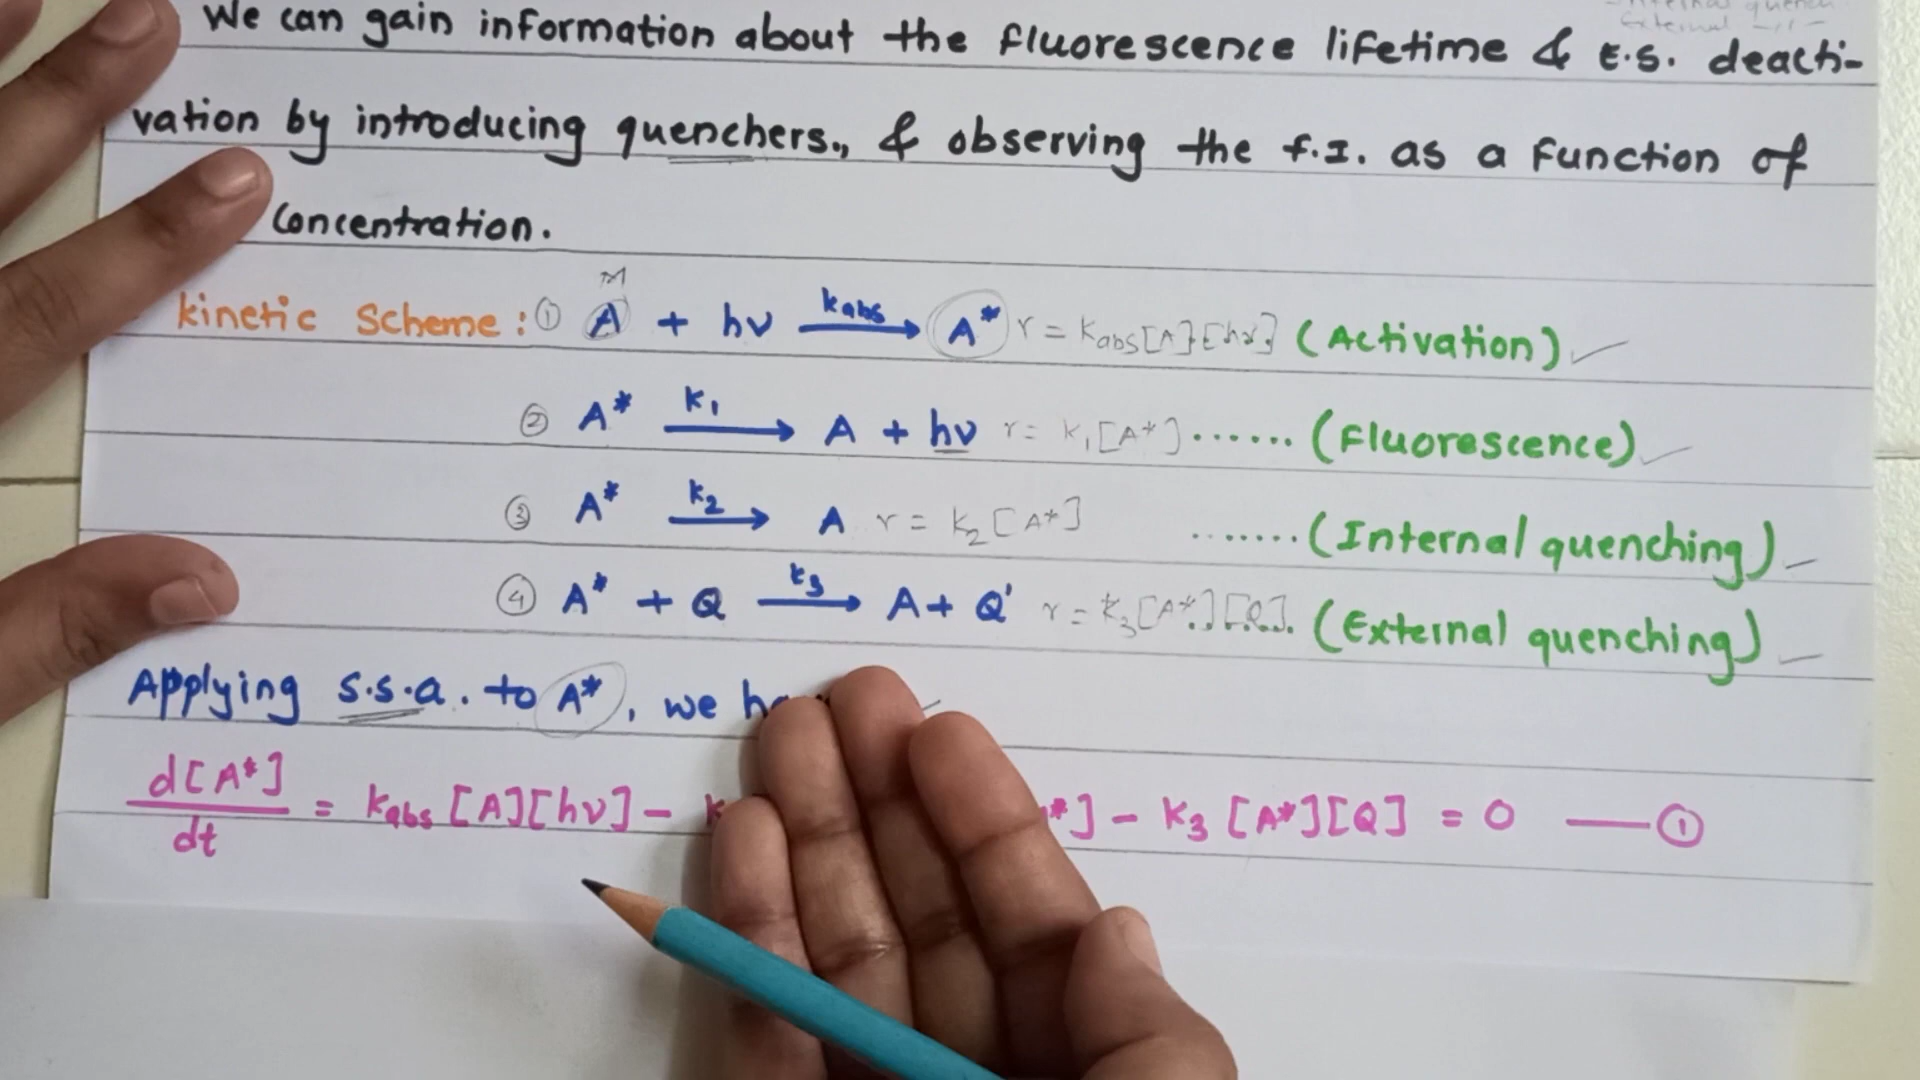 We can gain information about the fluorescence lifetime & E.S. deacti-
vation by introducing quenchers., & observing the f.I. as a function of
Concentration.
M
kinetic Scheme : ① A + hν kabs → A* r = Kabs[A][hν] (Activation)
② A* K1 → A + hν r = K1[A*] ...... (Fluorescence)
③ A* k2 → A r = K2[A*] ....... (Internal quenching)
④ A* + Q k3 → A + Q' r = k3[A*][Q]. (External quenching)
Applying s.s.a. to A*, we
d[A*]/dt = kabs [A][hν] - *] - K3 [A*][Q] = 0 — ①